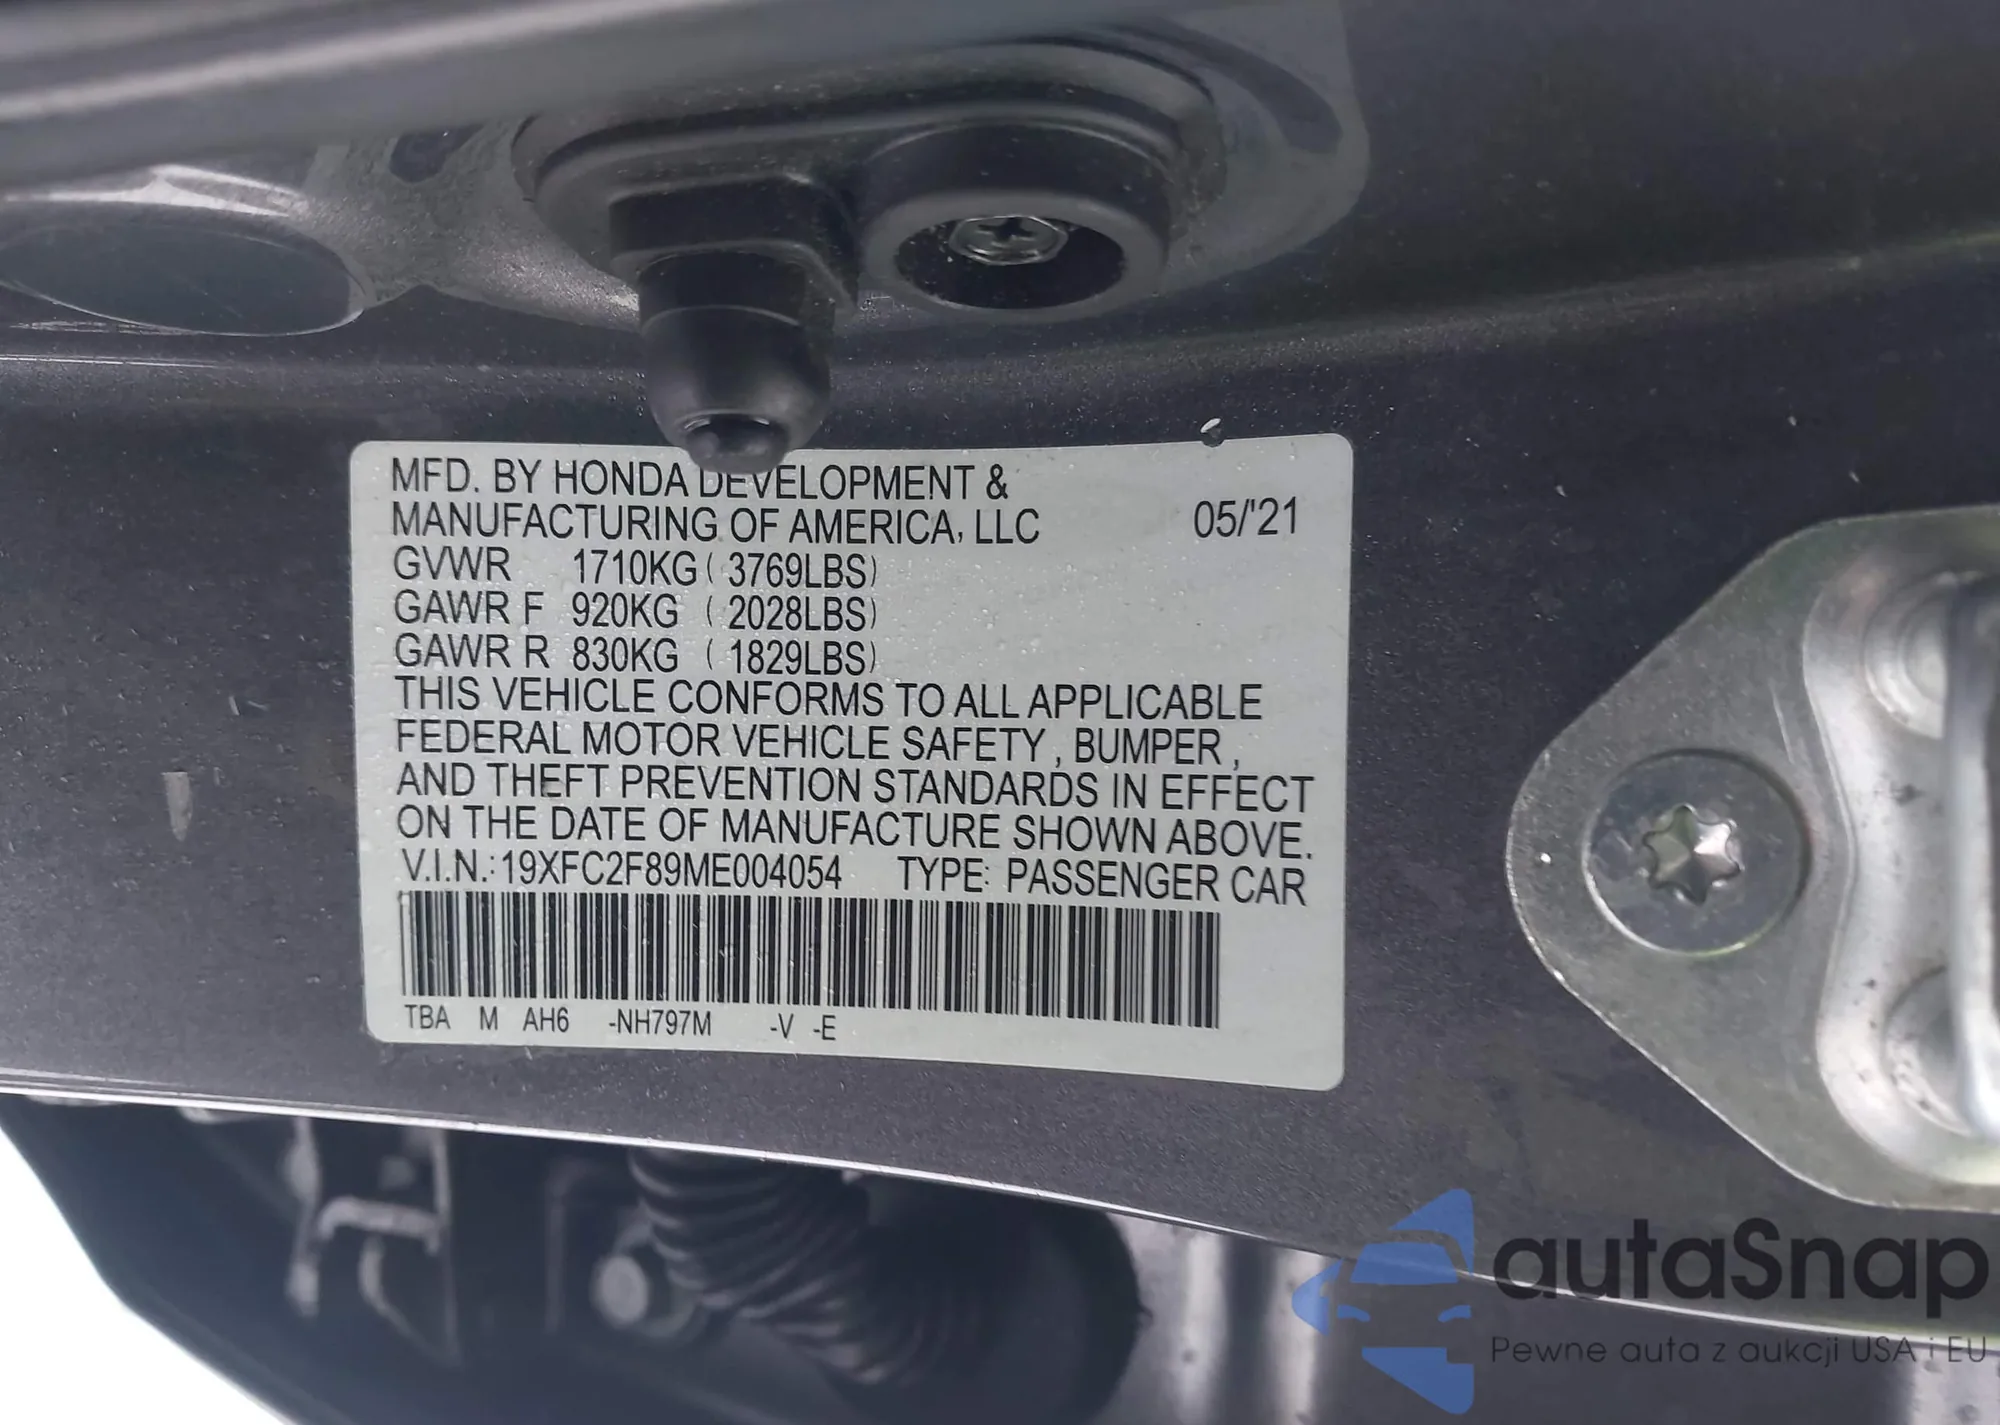 MFD. BY HONDA DEVELOPMENT &
MANUFACTURING OF AMERICA, LLC 05/'21
GVWR 1710KG ( 3769LBS)
GAWR F 920KG ( 2028LBS)
GAWR R 830KG ( 1829LBS)
THIS VEHICLE CONFORMS TO ALL APPLICABLE
FEDERAL MOTOR VEHICLE SAFETY , BUMPER ,
AND THEFT PREVENTION STANDARDS IN EFFECT
ON THE DATE OF MANUFACTURE SHOWN ABOVE.
V.I.N.: 19XFC2F89ME004054 TYPE: PASSENGER CAR
TBA M AH6 -NH797M -V -E
autaSnap
Pewne auta z aukcji USA i EU